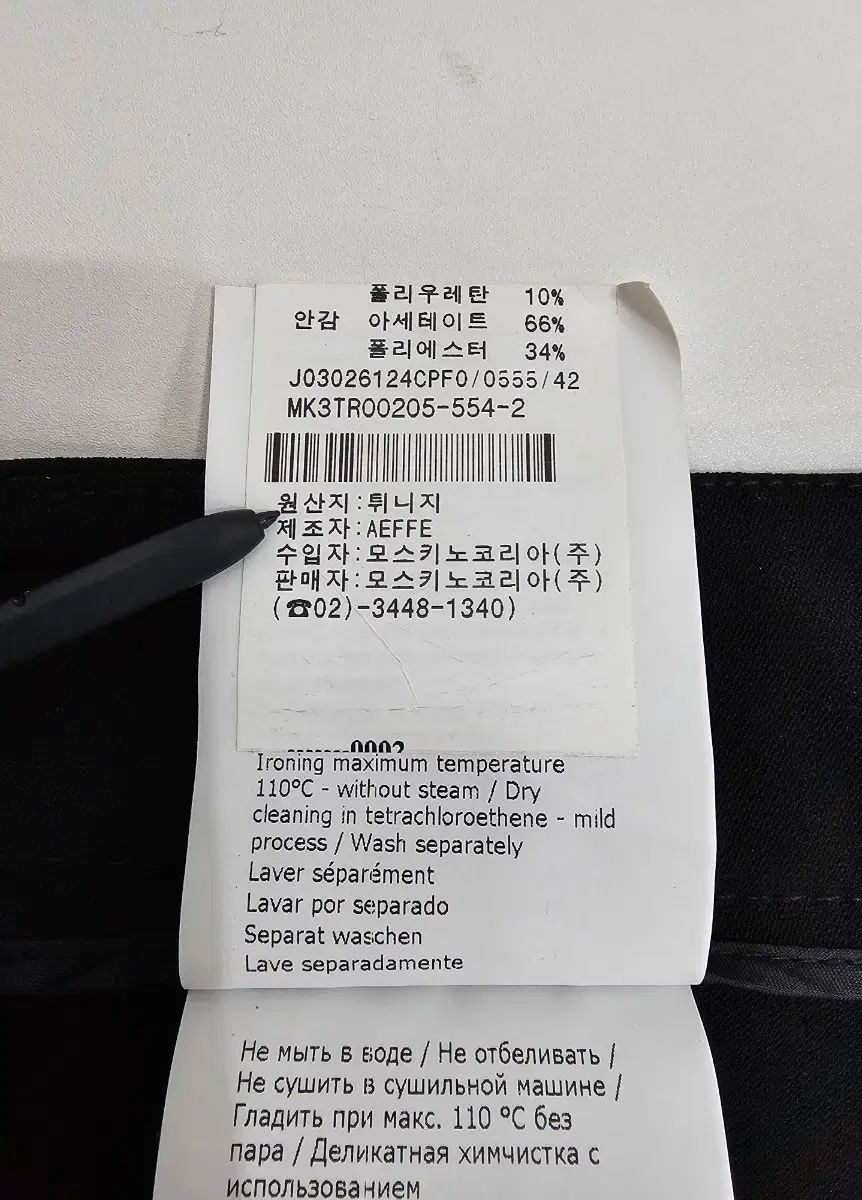 폴리우레탄 10%
안감 아세테이트 66%
폴리에스터 34%
J03026124CPF0/0555/42
MK3TR00205-554-2
원산지:튀니지
제조자:AEFFE
수입자:모스키노코리아(주)
판매자:모스키노코리아(주)
(☎02)-3448-1340)
Ironing maximum temperature
110°C - without steam / Dry
cleaning in tetrachloroethene - mild
process / Wash separately
Laver séparément
Lavar por separado
Separat waschen
Lave separadamente
Не мыть в воде / Не отбеливать /
Не сушить в сушильной машине /
Гладить при макс. 110 °C без
пара / Деликатная химчистка с
использованием